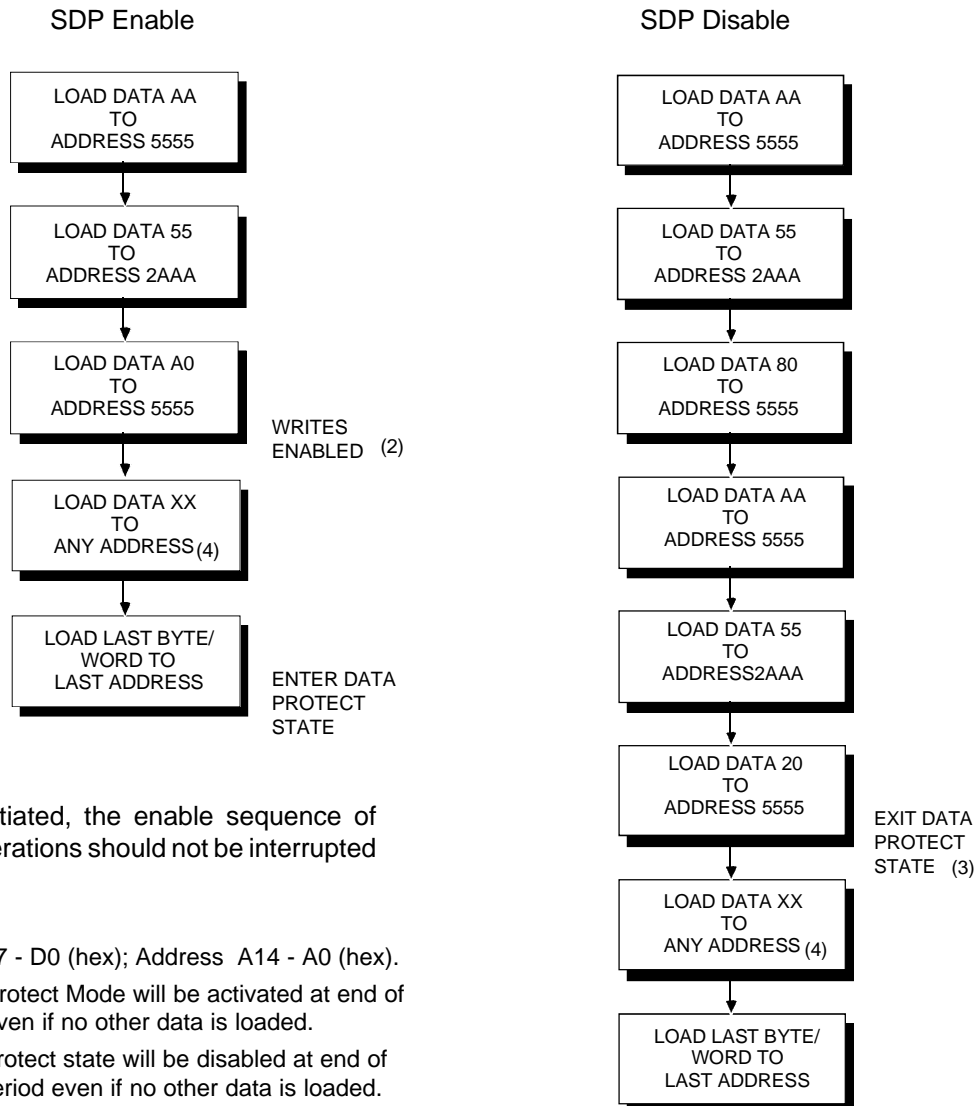 SDP Enable
LOAD DATA AA
TO
ADDRESS 5555
LOAD DATA 55
TO
ADDRESS 2AAA
LOAD DATA A0
TO
ADDRESS 5555
WRITES
ENABLED (2)
LOAD DATA XX
TO
ANY ADDRESS (4)
LOAD LAST BYTE/
WORD TO
LAST ADDRESS
ENTER DATA
PROTECT
STATE
tiated, the enable sequence of
erations should not be interrupted
7 - D0 (hex); Address A14 - A0 (hex).
rotect Mode will be activated at end of
ven if no other data is loaded.
rotect state will be disabled at end of
riod even if no other data is loaded.
SDP Disable
LOAD DATA AA
TO
ADDRESS 5555
LOAD DATA 55
TO
ADDRESS 2AAA
LOAD DATA 80
TO
ADDRESS 5555
LOAD DATA AA
TO
ADDRESS 5555
LOAD DATA 55
TO
ADDRESS2AAA
LOAD DATA 20
TO
ADDRESS 5555
EXIT DATA
PROTECT
STATE (3)
LOAD DATA XX
TO
ANY ADDRESS (4)
LOAD LAST BYTE/
WORD TO
LAST ADDRESS